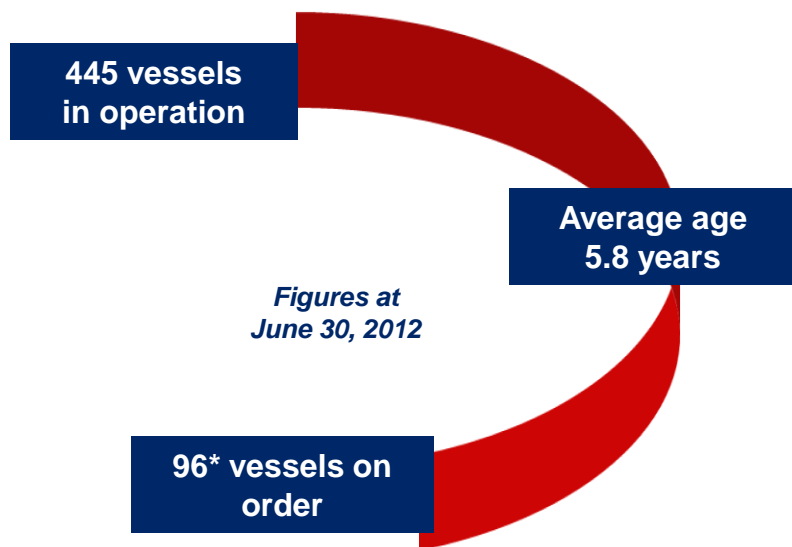 445 vessels
in operation
Average age
5.8 years
Figures at
June 30, 2012
96* vessels on
order